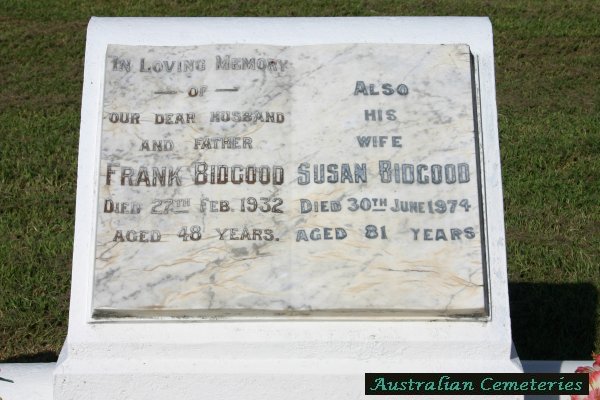 In Loving Memory
— of —
our dear husband
and father
Frank Bidgood
Died 27th Feb. 1932
aged 48 years.
Also
his
wife
Susan Bidgood
Died 30th June 1974
aged 81 years
Australian Cemeteries